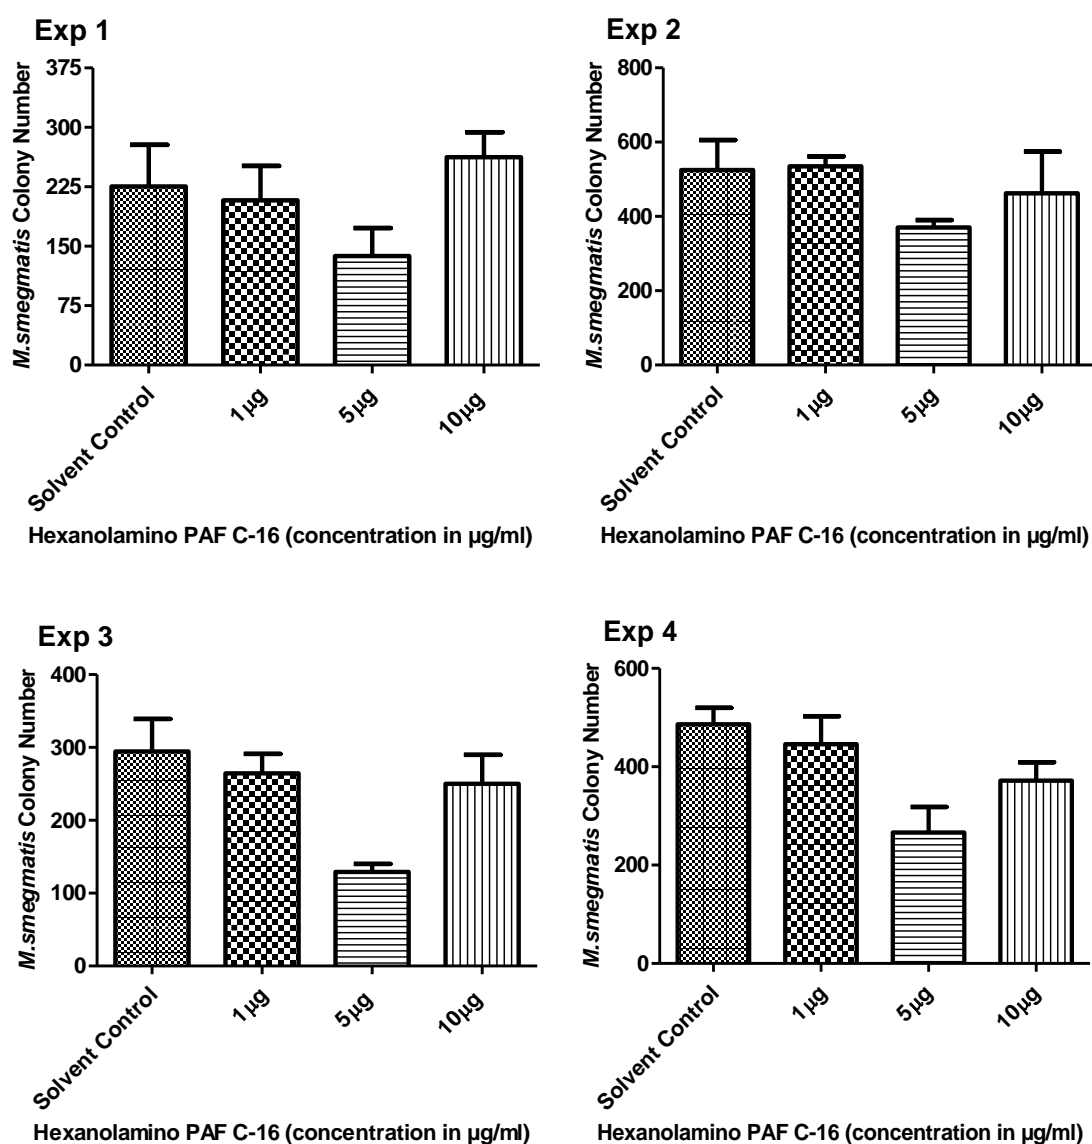 Exp 1
M.smegmatis Colony Number
375
300
225
150
75
0
Solvent Control
1µg
5µg
10µg
Hexanolamino PAF C-16 (concentration in µg/ml)
Exp 2
M.smegmatis Colony Number
800
600
400
200
0
Solvent Control
1µg
5µg
10µg
Hexanolamino PAF C-16 (concentration in µg/ml)
Exp 3
M.smegmatis Colony Number
400
300
200
100
0
Solvent Control
1µg
5µg
10µg
Hexanolamino PAF C-16 (concentration in µg/ml)
Exp 4
M.smegmatis Colony Number
600
400
200
0
Solvent Control
1µg
5µg
10µg
Hexanolamino PAF C-16 (concentration in µg/ml)